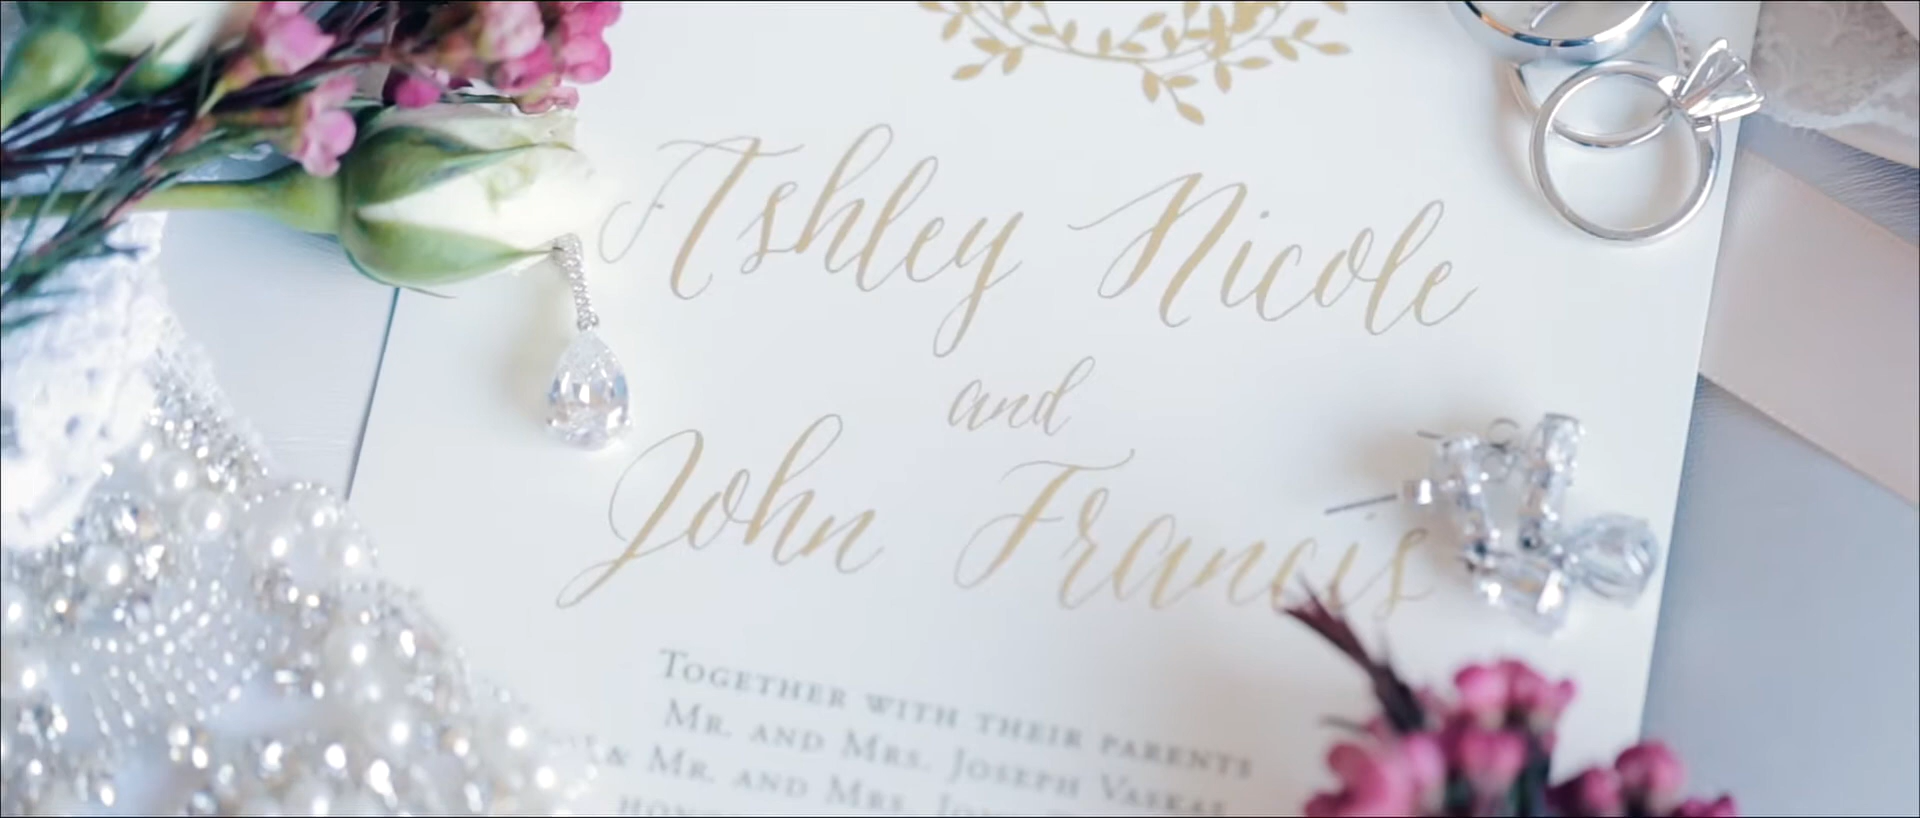 Ashley Nicole
and
John Francis
TOGETHER WITH THEIR PARENTS
MR. AND MRS. JOSEPH
& MR. AND MRS.